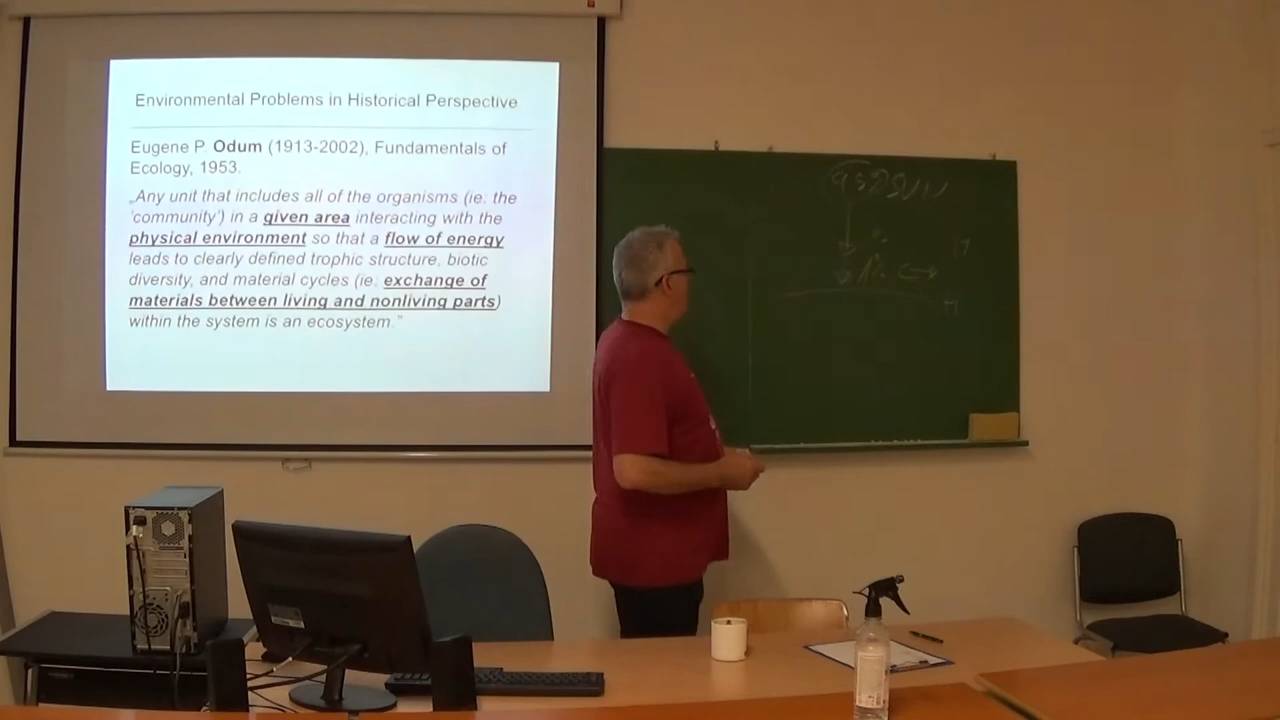 Environmental Problems in Historical Perspective
Eugene P. Odum (1913-2002), Fundamentals of
Ecology, 1953.
„Any unit that includes all of the organisms (ie: the
'community') in a given area interacting with the
physical environment so that a flow of energy
leads to clearly defined trophic structure, biotic
diversity, and material cycles (ie: exchange of
materials between living and nonliving parts)
within the system is an ecosystem.”